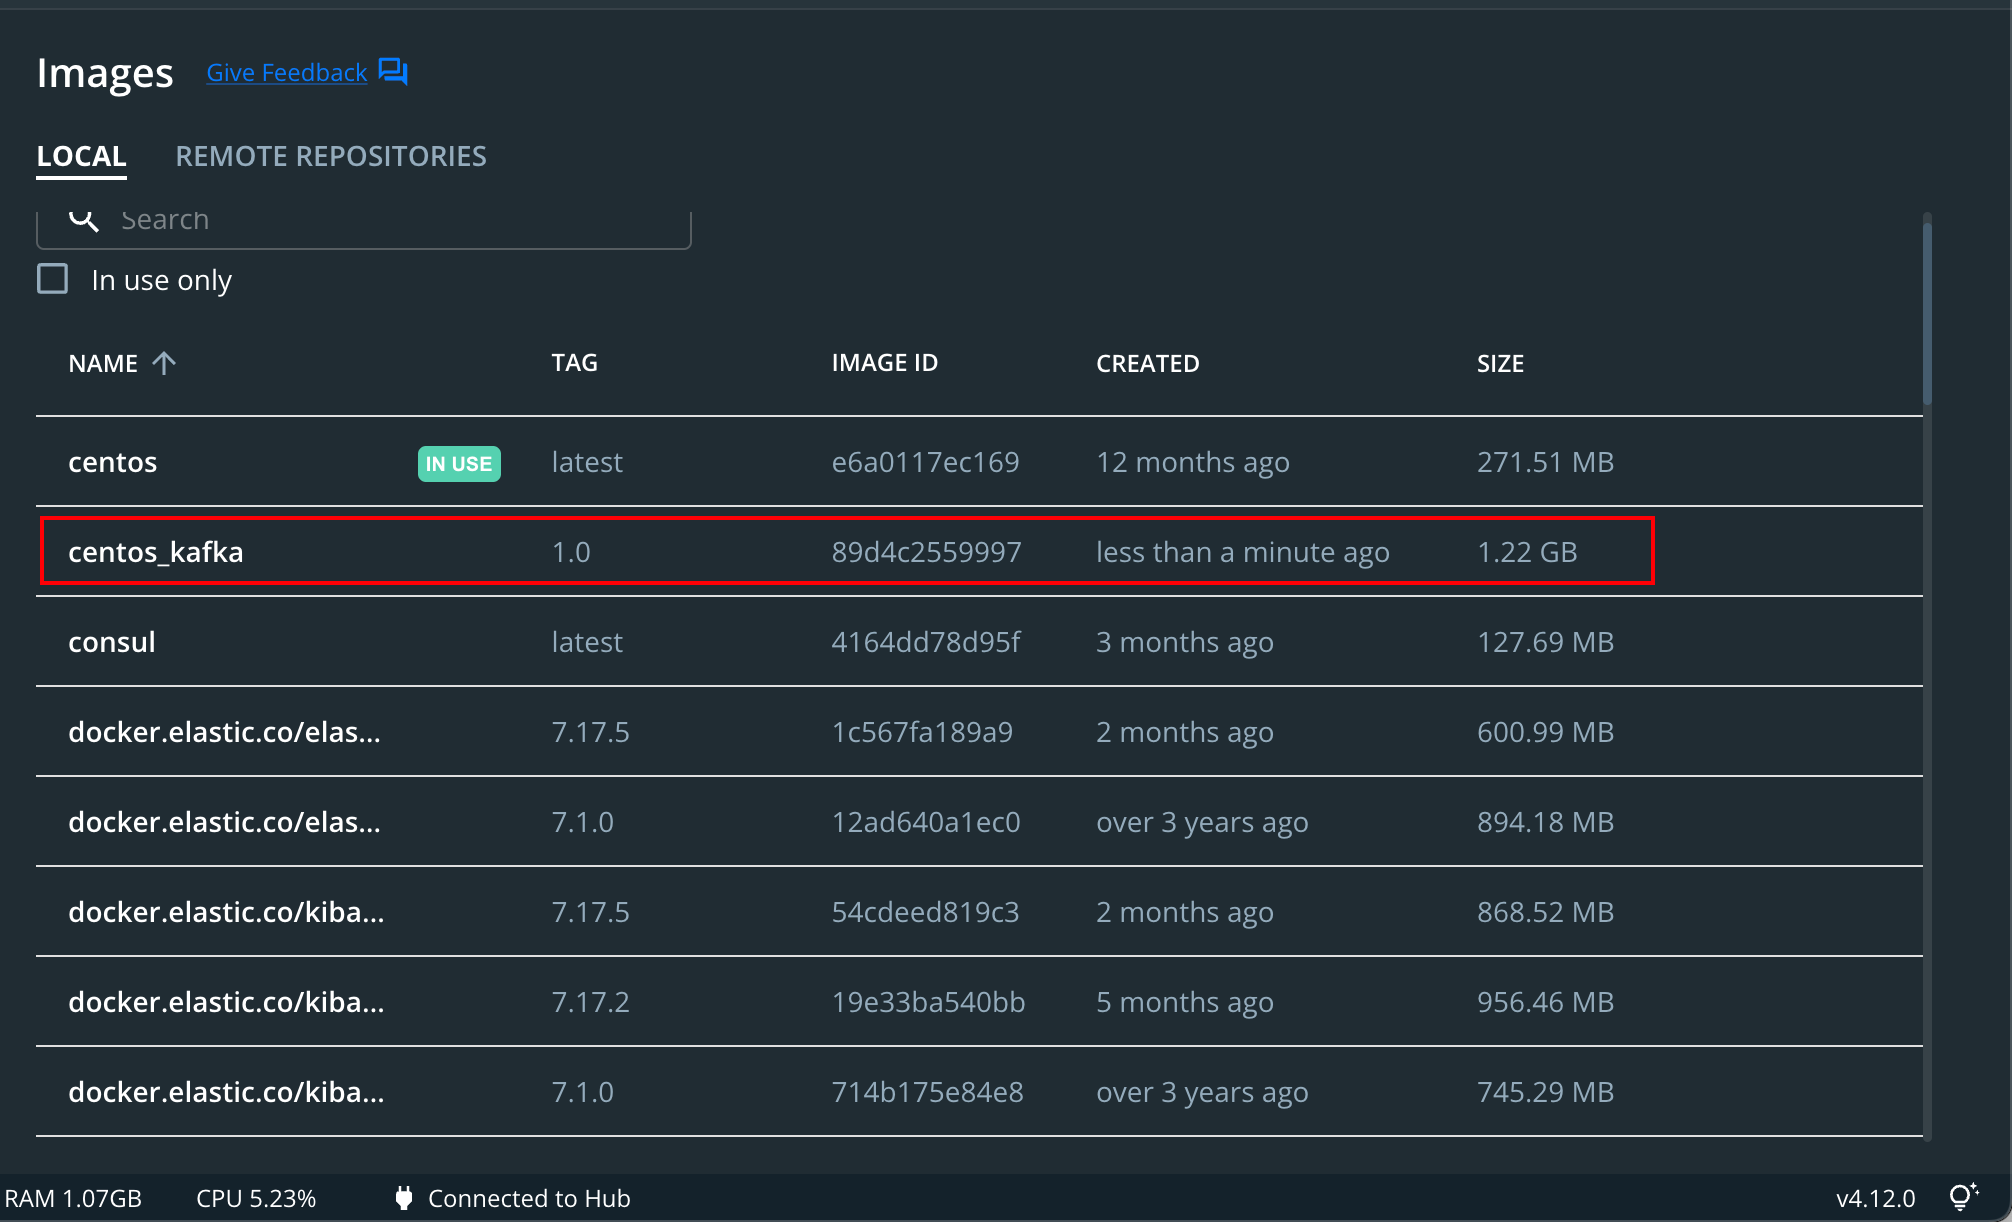 Images Give Feedback
LOCAL REMOTE REPOSITORIES
Search
In use only
NAME TAG IMAGE ID CREATED SIZE
centos IN USE latest e6a0117ec169 12 months ago 271.51 MB
centos_kafka 1.0 89d4c2559997 less than a minute ago 1.22 GB
consul latest 4164dd78d95f 3 months ago 127.69 MB
docker.elastic.co/elas... 7.17.5 1c567fa189a9 2 months ago 600.99 MB
docker.elastic.co/elas... 7.1.0 12ad640a1ec0 over 3 years ago 894.18 MB
docker.elastic.co/kiba... 7.17.5 54cdeed819c3 2 months ago 868.52 MB
docker.elastic.co/kiba... 7.17.2 19e33ba540bb 5 months ago 956.46 MB
docker.elastic.co/kiba... 7.1.0 714b175e84e8 over 3 years ago 745.29 MB
RAM 1.07GB CPU 5.23% Connected to Hub v4.12.0